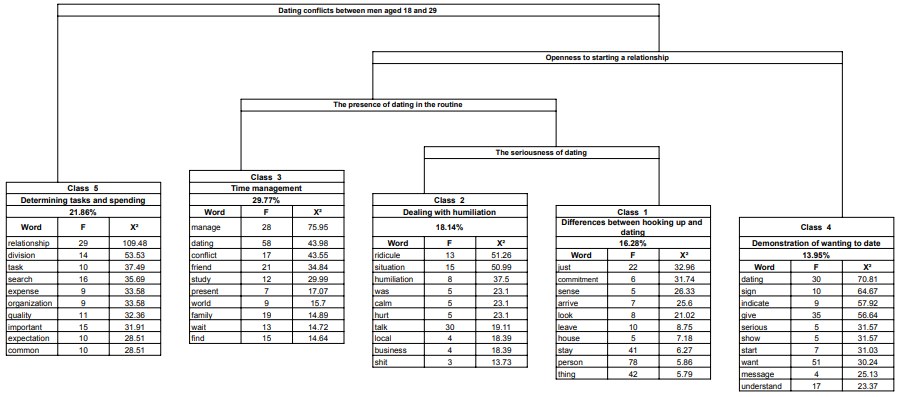 Dating conflicts between men aged 18 and 29
Openness to starting a relationship
The presence of dating in the routine
The seriousness of dating
Class 5
Determining tasks and spending
21.86%
Word F X²
relationship 29 109.48
division 14 53.53
task 10 37.49
search 16 35.69
expense 9 33.58
organization 9 33.58
quality 11 32.36
important 15 31.91
expectation 10 28.51
common 10 28.51
Class 3
Time management
29.77%
Word F X²
manage 28 75.95
dating 58 43.98
conflict 17 43.55
friend 21 34.84
study 12 29.99
present 7 17.07
world 9 15.7
family 19 14.89
wait 13 14.72
find 15 14.64
Class 2
Dealing with humiliation
18.14%
Word F X²
ridicule 13 51.26
situation 15 50.99
humiliation 8 37.5
was 5 23.1
calm 5 23.1
hurt 5 23.1
talk 30 19.11
local 4 18.39
business 4 18.39
shit 3 13.73
Class 1
Differences between hooking up and
dating
16.28%
Word F X²
just 22 32.96
commitment 6 31.74
sense 5 26.33
arrive 7 25.6
look 8 21.02
leave 10 8.75
house 5 7.18
stay 41 6.27
person 78 5.86
thing 42 5.79
Class 4
Demonstration of wanting to date
13.95%
Word F X²
dating 30 70.81
sign 10 64.67
indicate 9 57.92
give 35 56.64
serious 5 31.57
show 5 31.57
start 7 31.03
want 51 30.24
message 4 25.13
understand 17 23.37